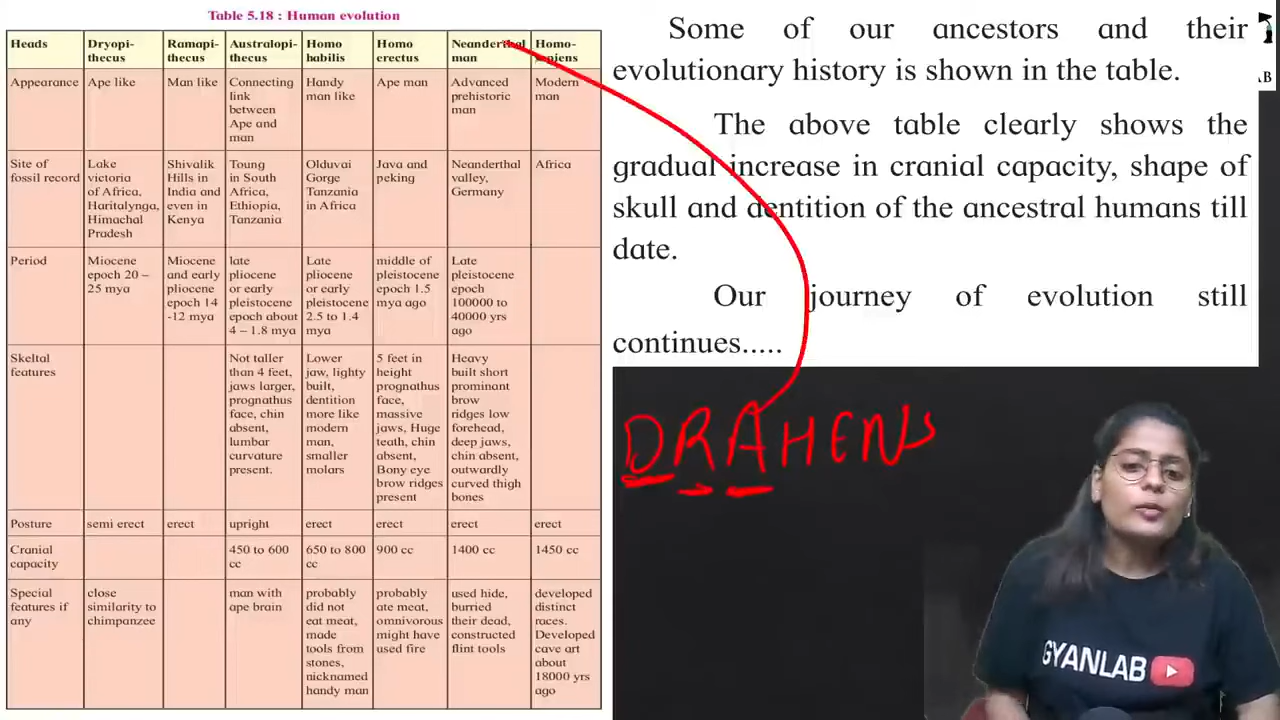 Table 5.18 : Human evolution
Heads
Dryopi-
thecus
Ramapi-
thecus
Australopi-
thecus
Homo
habilis
Homo
erectus
Neanderthal
man
Homo-
sapiens
Appearance
Ape like
Man like
Connecting
link
between
Ape and
man
Handy
man like
Ape man
Advanced
prehistoric
man
Modern
man
Site of
fossil record
Lake
victoria
of Africa,
Haritalynga,
Himachal
Pradesh
Shivalik
Hills in
India and
even in
Kenya
Toung
in South
Africa,
Ethiopia,
Tanzania
Olduvai
Gorge
Tanzania
in Africa
Java and
peking
Neanderthal
valley,
Germany
Africa
Period
Miocene
epoch 20 –
25 mya
Miocene
and early
pliocene
epoch 14
-12 mya
late
pliocene
or early
pleistocene
epoch about
4 – 1.8 mya
Late
pliocene
or early
pleistocene
2.5 to 1.4
mya
middle of
pleistocene
epoch 1.5
mya ago
Late
pleistocene
epoch
100000 to
40000 yrs
ago
Skeltal
features
Not taller
than 4 feet,
jaws larger,
prognathus
face, chin
absent,
lumbar
curvature
present.
Lower
jaw, lighty
built,
dentition
more like
modern
man,
smaller
molars
5 feet in
height
prognathus
face,
massive
jaws, Huge
teath, chin
absent,
Bony eye
brow ridges
present
Heavy
built short
prominant
brow
ridges low
forehead,
deep jaws,
chin absent,
outwardly
curved thigh
bones
Posture
semi erect
erect
upright
erect
erect
erect
erect
Cranial
capacity
450 to 600
cc
650 to 800
cc
900 cc
1400 cc
1450 cc
Special
features if
any
close
similarity to
chimpanzee
man with
ape brain
probably
did not
eat meat,
made
tools from
stones,
nicknamed
handy man
probably
ate meat,
omnivorous
might have
used fire
used hide,
burried
their dead,
constructed
flint tools
developed
distinct
races.
Developed
cave art
about
18000 yrs
ago
Some of our ancestors and their
evolutionary history is shown in the table.
The above table clearly shows the
gradual increase in cranial capacity, shape of
skull and dentition of the ancestral humans till
date.
Our journey of evolution still
continues.....
AB
DRAHENS
GYANLAB